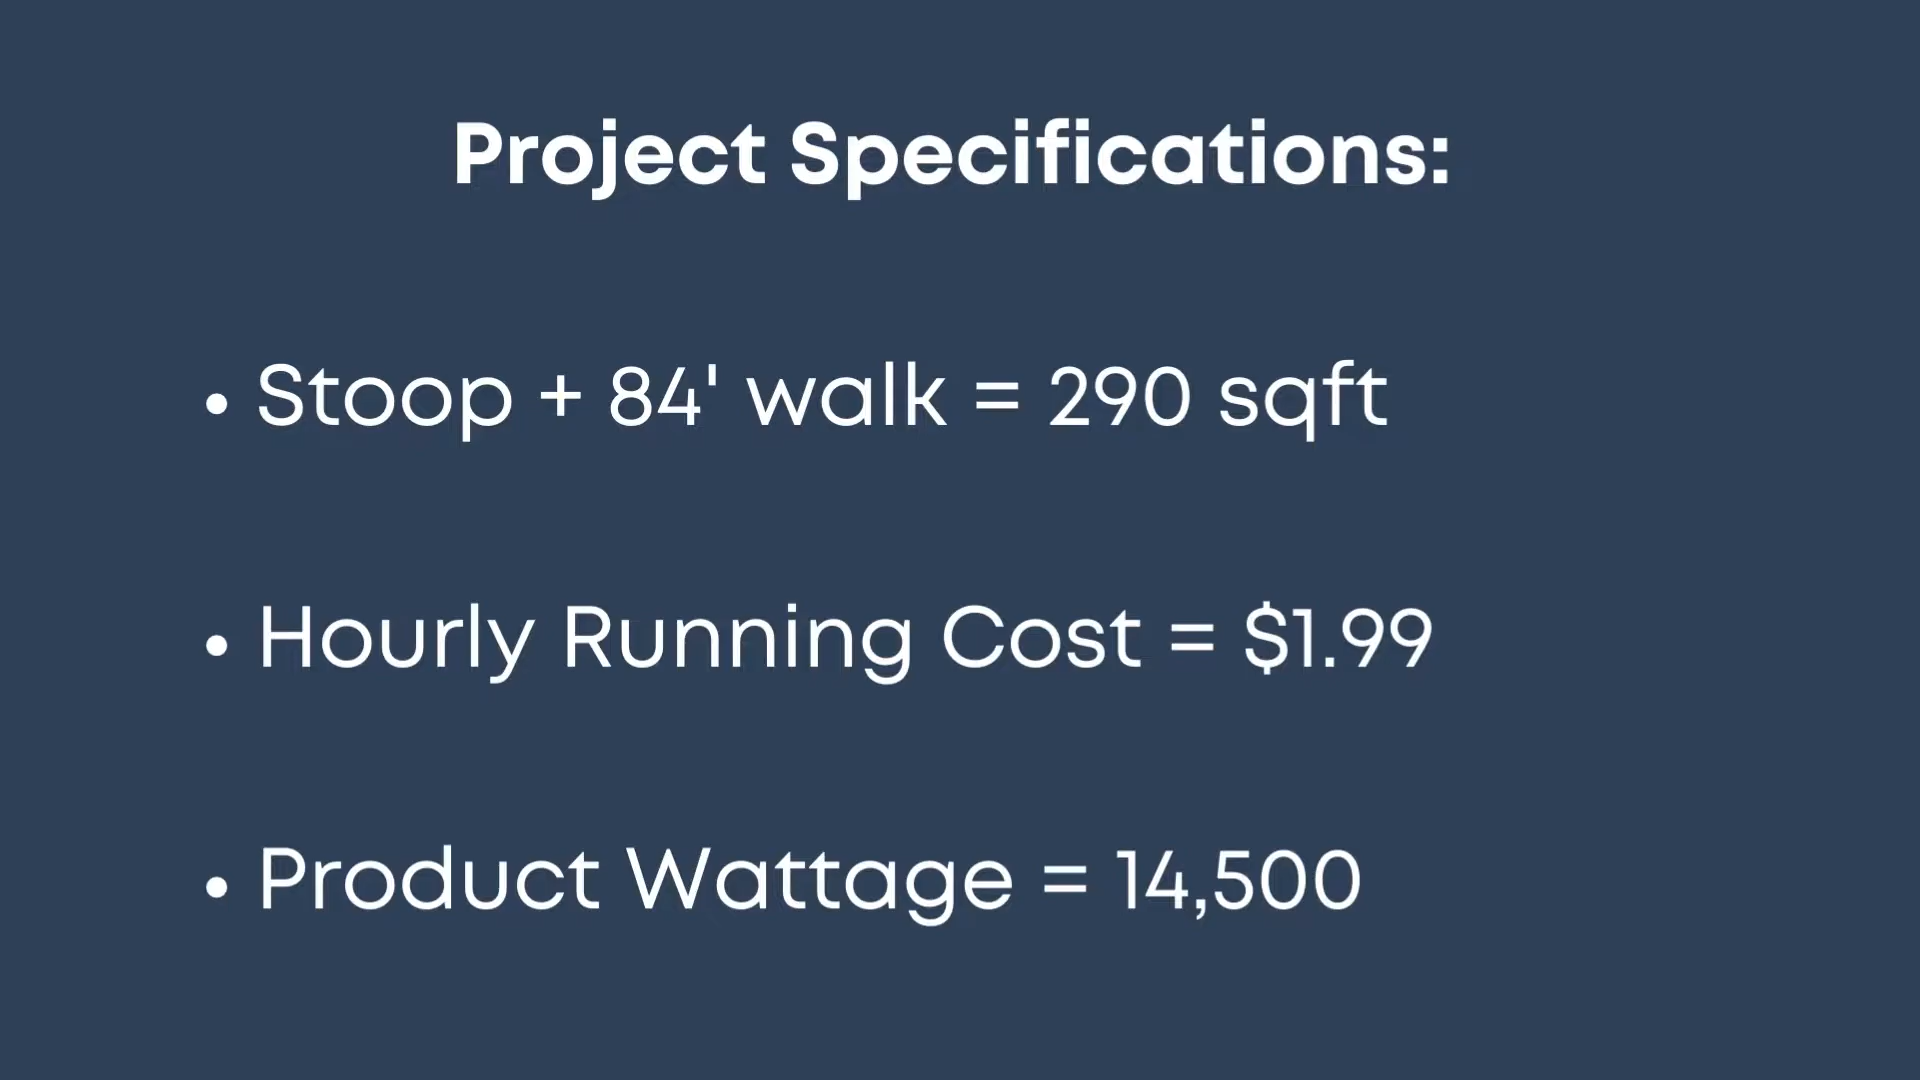 Project Specifications:
• Stoop + 84' walk = 290 sqft
• Hourly Running Cost = $1.99
• Product Wattage = 14,500